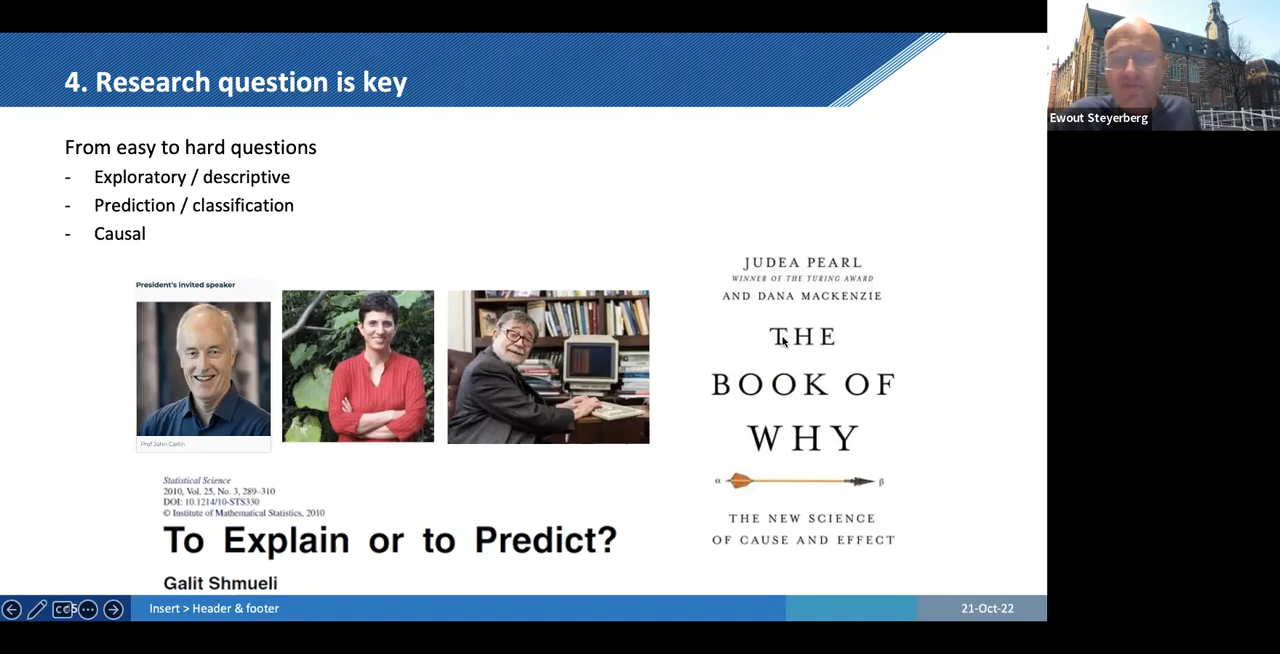 4. Research question is key
Ewout Steyerberg
From easy to hard questions
- Exploratory / descriptive
- Prediction / classification
- Causal
President's invited speaker
Prof John Carlin
JUDEA PEARL
WINNER OF THE TURING AWARD
AND DANA MACKENZIE
THE
BOOK OF
WHY
α β
THE NEW SCIENCE
OF CAUSE AND EFFECT
Statistical Science
2010, Vol. 25, No. 3, 289–310
DOI: 10.1214/10-STS330
© Institute of Mathematical Statistics, 2010
To Explain or to Predict?
Galit Shmueli
Insert > Header & footer
21-Oct-22